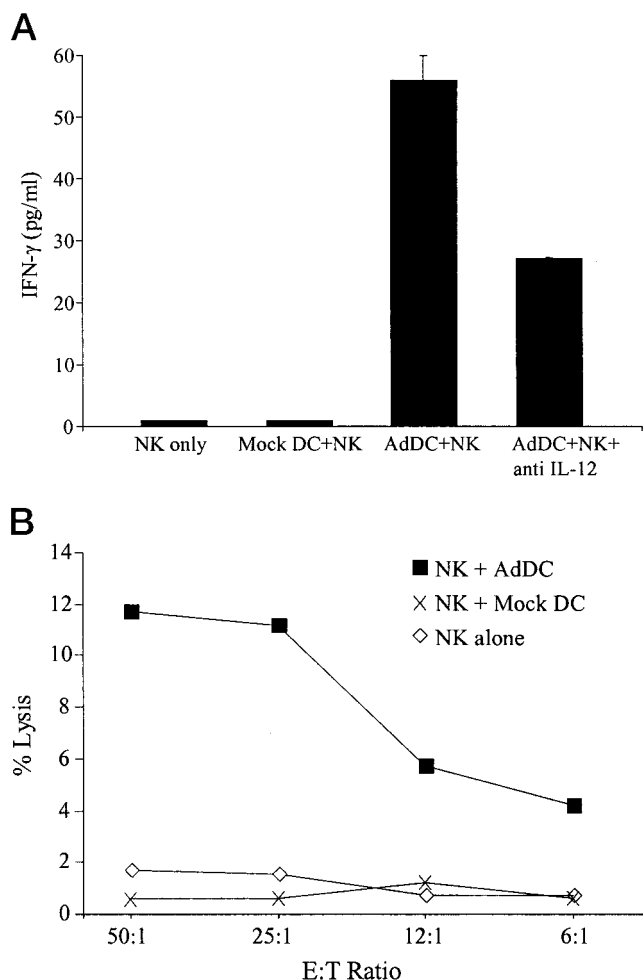 A
60
50
40
30
20
10
0
IFN-γ (pg/ml)
NK only Mock DC+NK AdDC+NK AdDC+NK+
anti IL-12
B
14
12
10
8
6
4
2
0
% Lysis
NK + AdDC
NK + Mock DC
NK alone
50:1 25:1 12:1 6:1
E:T Ratio